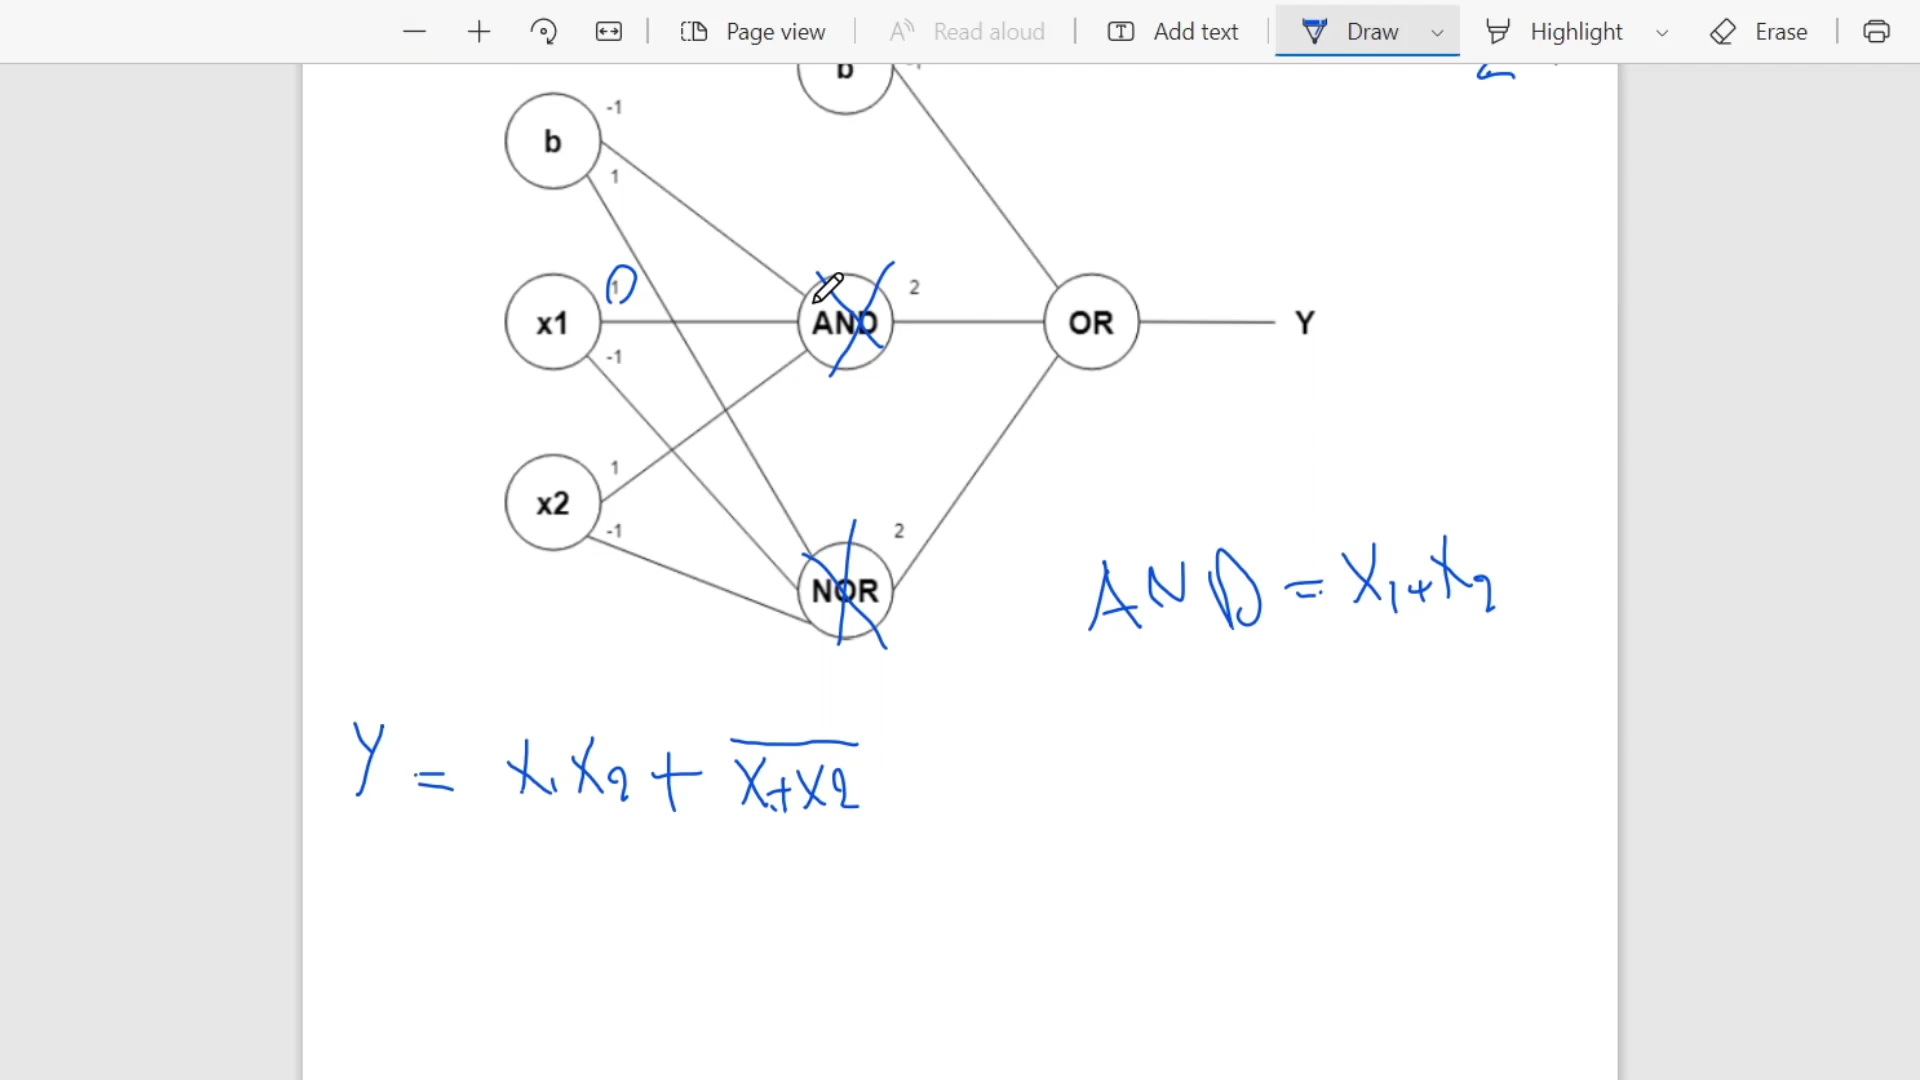 Page view Read aloud Add text Draw Highlight Erase
b
b -1
1
x1 1
-1
AND 2
OR Y
x2 1
-1
NOR 2
AND = X1+X2
Y = X1X2 + \overline{X1+X2}